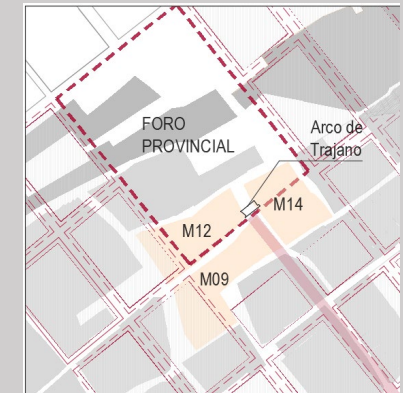 FORO
PROVINCIAL
Arco de
Trajano
M14
M12
M09